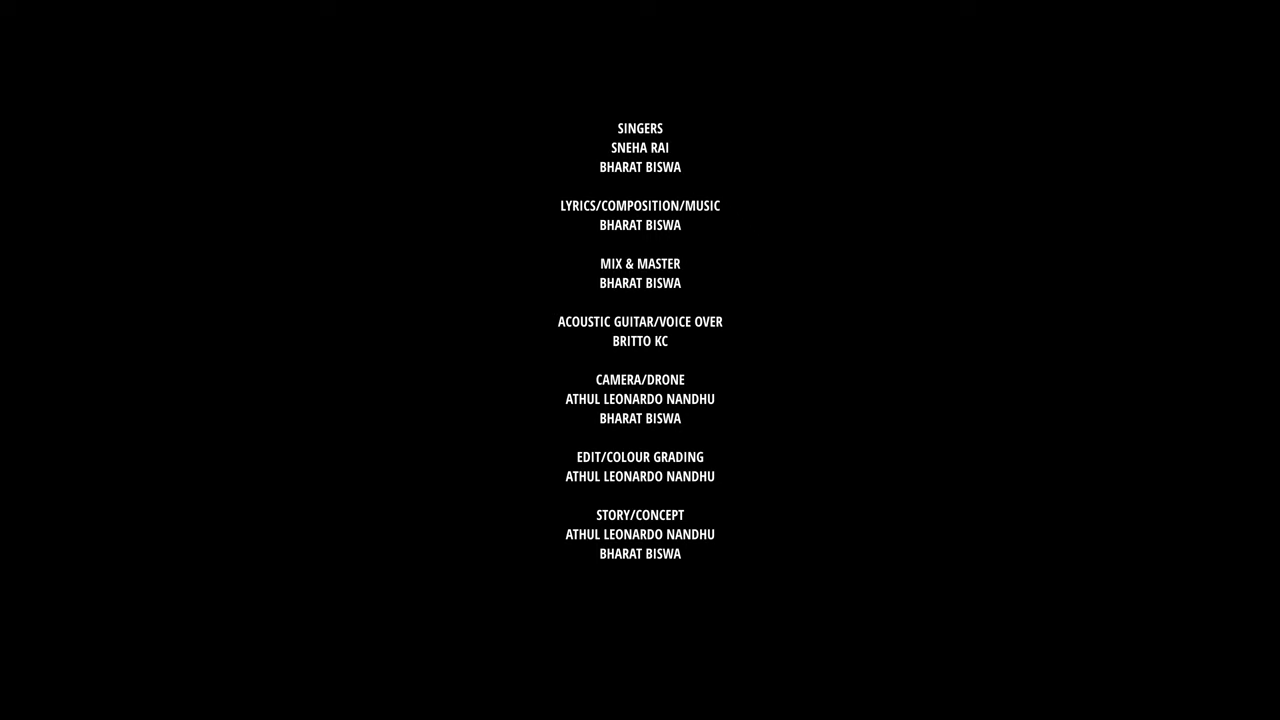 SINGERS
SNEHA RAI
BHARAT BISWA
LYRICS/COMPOSITION/MUSIC
BHARAT BISWA
MIX & MASTER
BHARAT BISWA
ACOUSTIC GUITAR/VOICE OVER
BRITTO KC
CAMERA/DRONE
ATHUL LEONARDO NANDHU
BHARAT BISWA
EDIT/COLOUR GRADING
ATHUL LEONARDO NANDHU
STORY/CONCEPT
ATHUL LEONARDO NANDHU
BHARAT BISWA